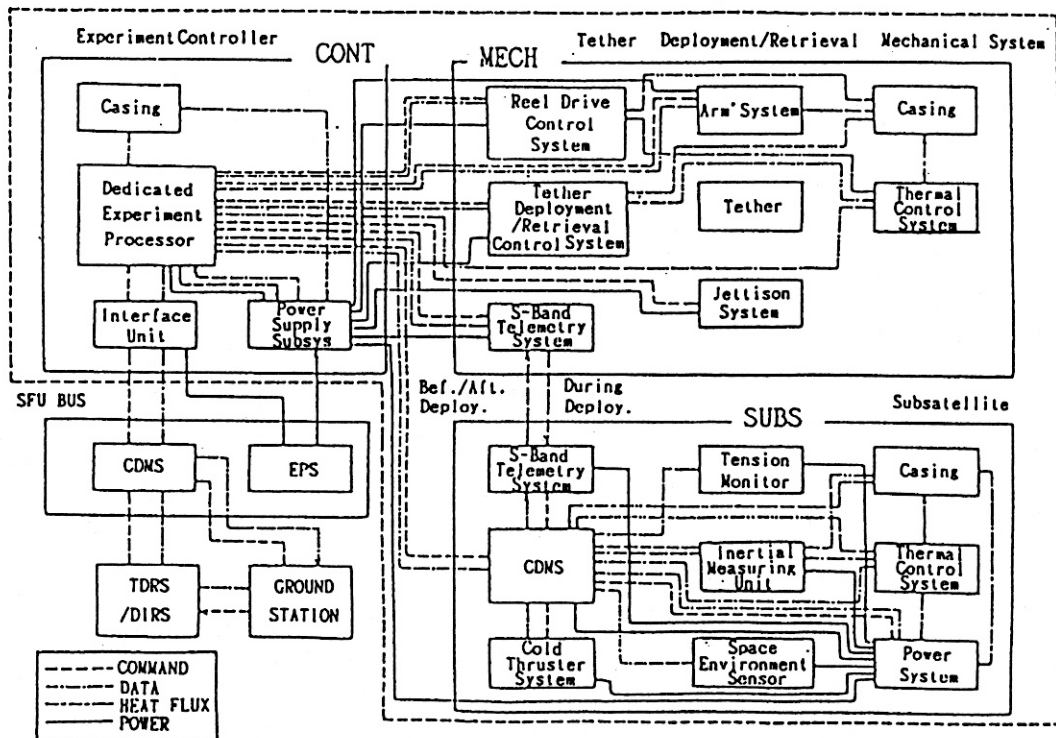 Experiment Controller
CONT
Tether Deployment/Retrieval Mechanical System
MECH
Casing
Dedicated
Experiment
Processor
Interface
Unit
Power
Supply
Subsys
Reel Drive
Control
System
Arm System
Casing
Tether
Deployment
/Retrieval
Control System
Tether
Thermal
Control
System
Jettison
System
S-Band
Telemetry
System
SFU BUS
CDMS
EPS
TDRS
/DIRS
GROUND
STATION
Bef./Aft.
Deploy.
During
Deploy.
Subsatellite
SUBS
S-Band
Telemetry
System
Tension
Monitor
Casing
CDMS
Inertial
Measuring
Unit
Thermal
Control
System
Cold
Thruster
System
Space
Environment
Sensor
Power
System
COMMAND
DATA
HEAT FLUX
POWER